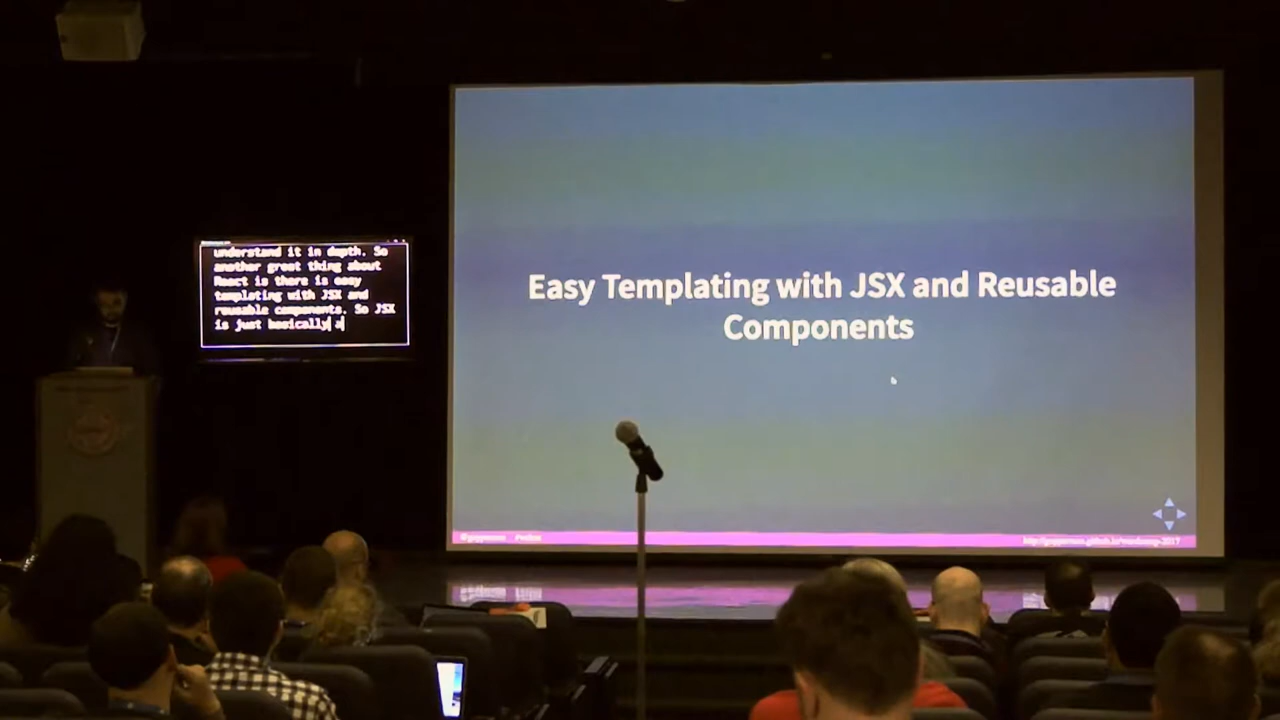 understand it in depth. So
another great thing about
React is there is easy
templating with JSX and
reusable components. So JSX
is just basically a
Easy Templating with JSX and Reusable
Components